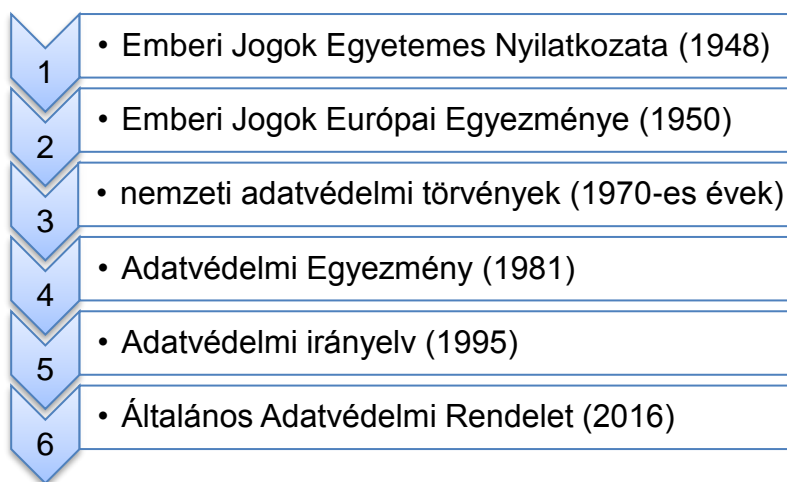 1 • Emberi Jogok Egyetemes Nyilatkozata (1948)
2 • Emberi Jogok Európai Egyezménye (1950)
3 • nemzeti adatvédelmi törvények (1970-es évek)
4 • Adatvédelmi Egyezmény (1981)
5 • Adatvédelmi irányelv (1995)
6 • Általános Adatvédelmi Rendelet (2016)